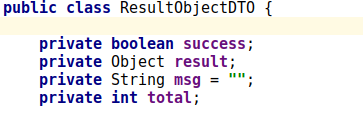 public class ResultObjectDTO {
private boolean success;
private Object result;
private String msg = "";
private int total;